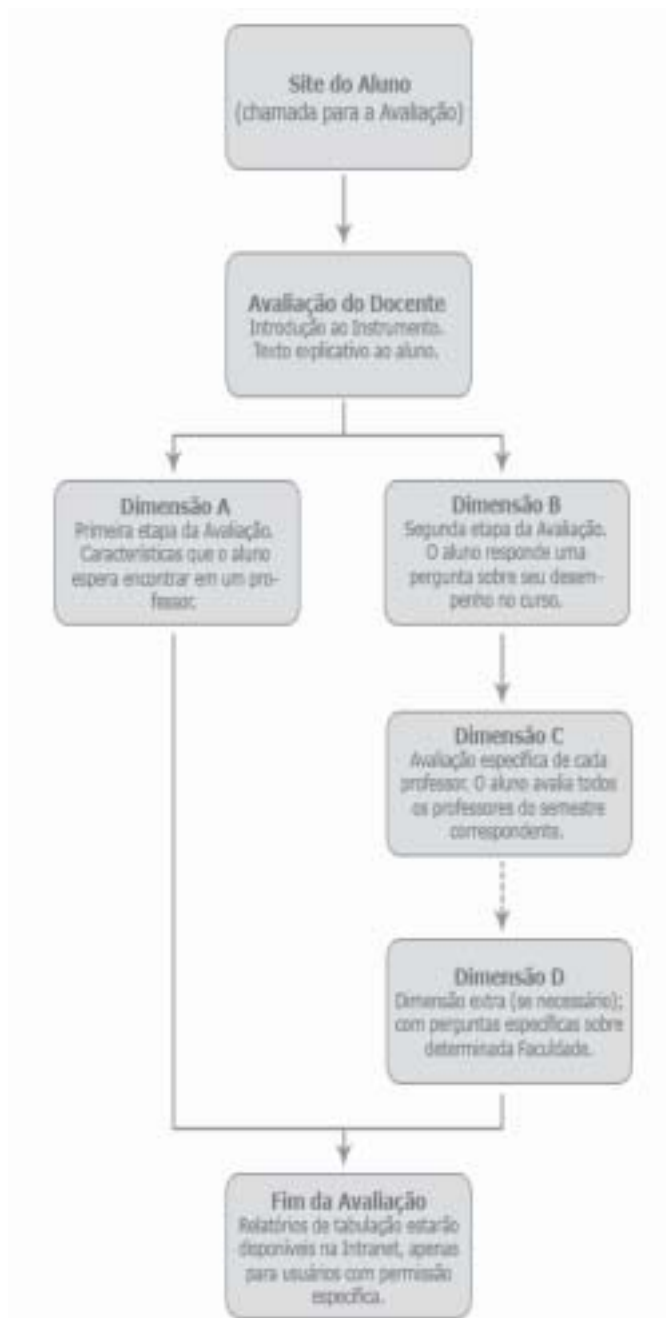 Site do Aluno
(chamada para a Avaliação)
Avaliação do Docente
Introdução ao Instrumento.
Texto explicativo ao aluno.
Dimensão A
Primeira etapa da Avaliação.
Características que o aluno
espera encontrar em um pro-
fessor.
Dimensão B
Segunda etapa da Avaliação.
O aluno responde uma
pergunta sobre seu desem-
penho no curso.
Dimensão C
Avaliação específica de cada
professor. O aluno avalia todos
os professores do semestre
correspondente.
Dimensão D
Dimensão extra (se necessário);
com perguntas específicas sobre
determinada Faculdade.
Fim da Avaliação
Relatórios de tabulação estarão
disponíveis na Intranet, apenas
para usuários com permissão
específica.